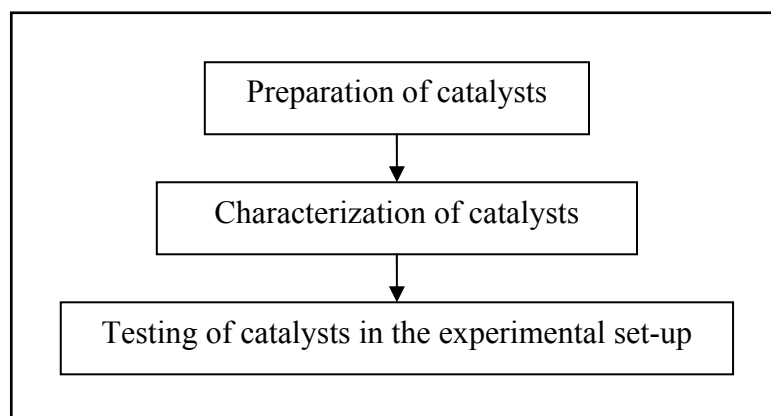 Preparation of catalysts
Characterization of catalysts
Testing of catalysts in the experimental set-up